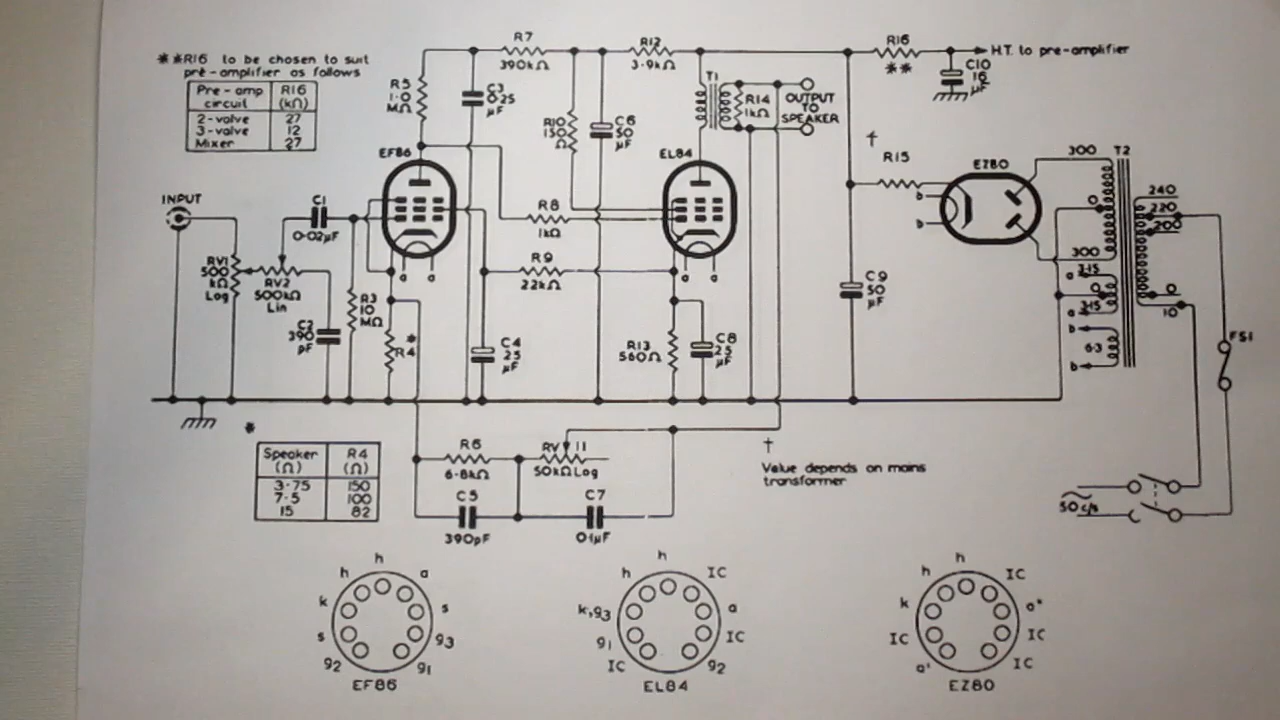 **R16 to be chosen to suit
pre-amplifier as follows
Pre-amp circuit R16 (kΩ)
2-valve 27
3-valve 12
Mixer 27
R7
390kΩ
R12
3·9kΩ
R16
**
H.T. to pre-amplifier
C10
16
µF
R5
1·0
MΩ
C3
0·25
µF
R10
150
Ω
C6
50
µF
T1
R14
1kΩ
OUTPUT
TO
SPEAKER
†
R15
EZ80
300
T2
EF86
EL84
INPUT
C1
0·02µF
R8
1kΩ
b
b
0
240
220
200
RV1
500
kΩ
Log
RV2
500kΩ
Lin
a
a
R9
22kΩ
a
a
300
C9
50
µF
a
3·15
0
3·15
a
0
10
b
6·3
b
FS1
C2
390
pF
R3
10
MΩ
*
R4
C4
25
µF
R13
560Ω
C8
25
µF
*
Speaker (Ω) R4 (Ω)
3·75 150
7·5 100
15 82
R6
6·8kΩ
RV 11
50kΩLog
†
Value depends on mains
transformer
C5
390pF
C7
0·1µF
50 c/s
h
h
a
k
s
s
g3
g2
g1
EF86
h
h
IC
k,g3
a
g1
IC
IC
g2
EL84
h
h
IC
k
a"
IC
IC
a'
IC
EZ80